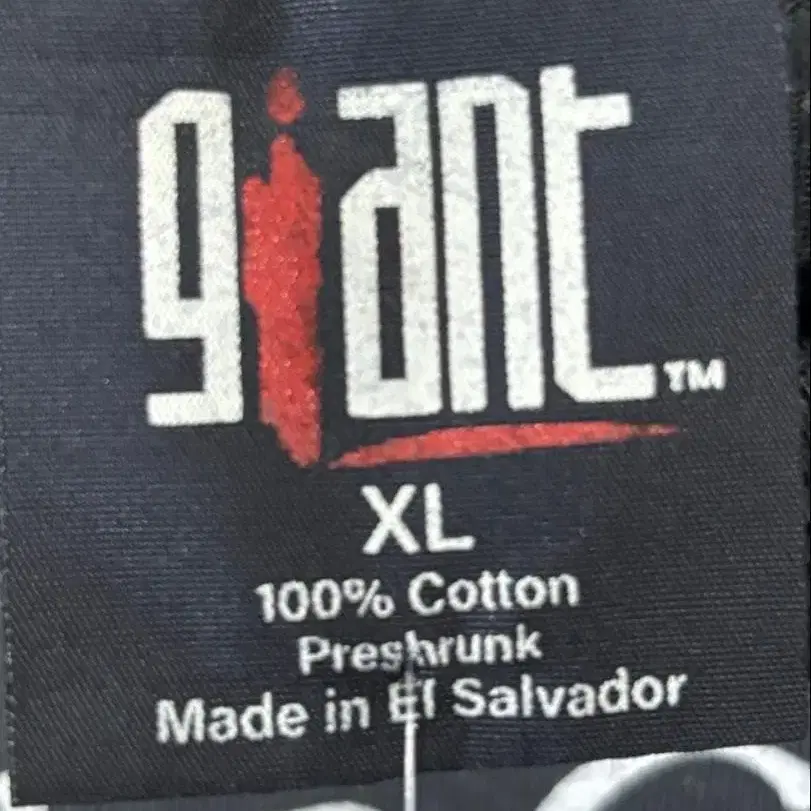 giant™
XL
100% Cotton
Preshrunk
Made in El Salvador